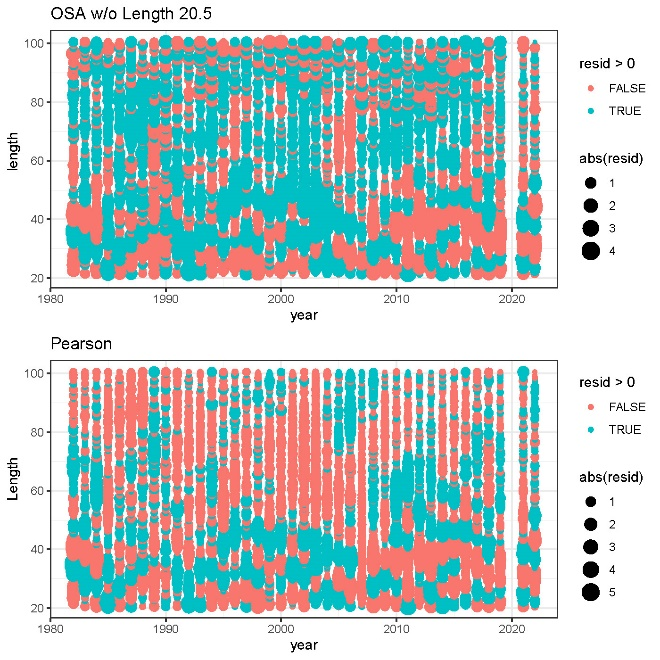 OSA w/o Length 20.5
100
80
60
40
20
length
1980
1990
2000
2010
2020
year
resid > 0
FALSE
TRUE
abs(resid)
1
2
3
4
Pearson
100
80
60
40
20
Length
1980
1990
2000
2010
2020
year
resid > 0
FALSE
TRUE
abs(resid)
1
2
3
4
5